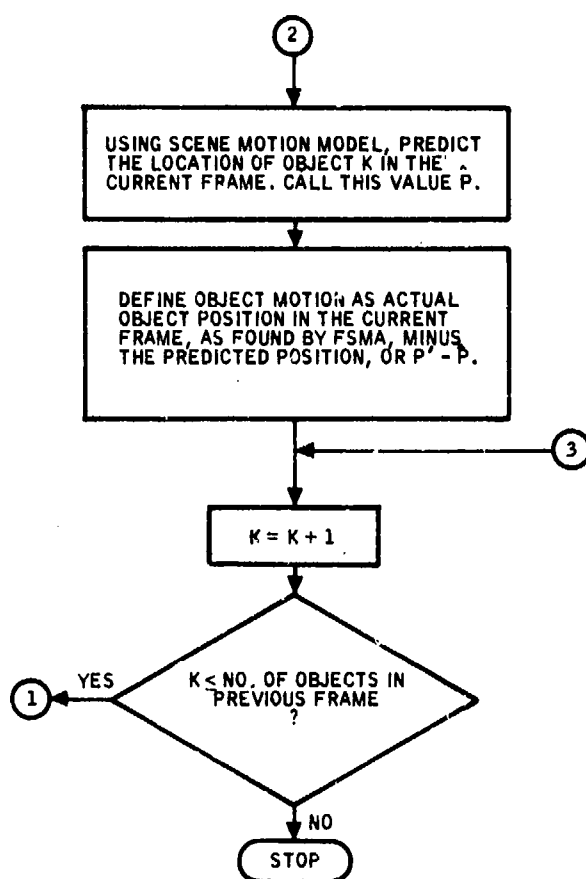 2
USING SCENE MOTION MODEL, PREDICT
THE LOCATION OF OBJECT K IN THE
CURRENT FRAME. CALL THIS VALUE P̂.
DEFINE OBJECT MOTION AS ACTUAL
OBJECT POSITION IN THE CURRENT
FRAME, AS FOUND BY FSMA, MINUS
THE PREDICTED POSITION, OR P' - P̂.
3
K = K + 1
YES
K ≤ NO. OF OBJECTS IN
PREVIOUS FRAME
?
1
NO
STOP